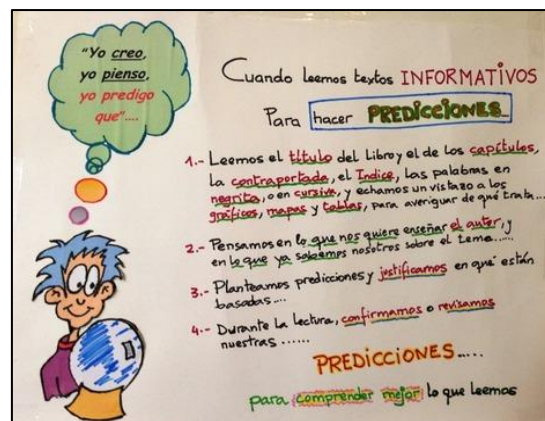 "Yo creo,
yo pienso,
yo predigo
que"....
Cuando leemos textos INFORMATIVOS
Para hacer PREDICCIONES...
1.- Leemos el título del Libro y el de los capítulos,
la contraportada, el Indice, las palabras en
negrita, o en cursiva, y echamos un vistazo a los
gráficos, mapas y tablas, para averiguar de qué trata...
2.- Pensamos en lo que nos quiere enseñar el autor, y
en lo que ya sabemos nosotros sobre el tema......
3.- Planteamos predicciones y justificamos en qué están
basadas....
4.- Durante la lectura, confirmamos o revisamos
nuestras ......
PREDICCIONES.....
para comprender mejor lo que leemos